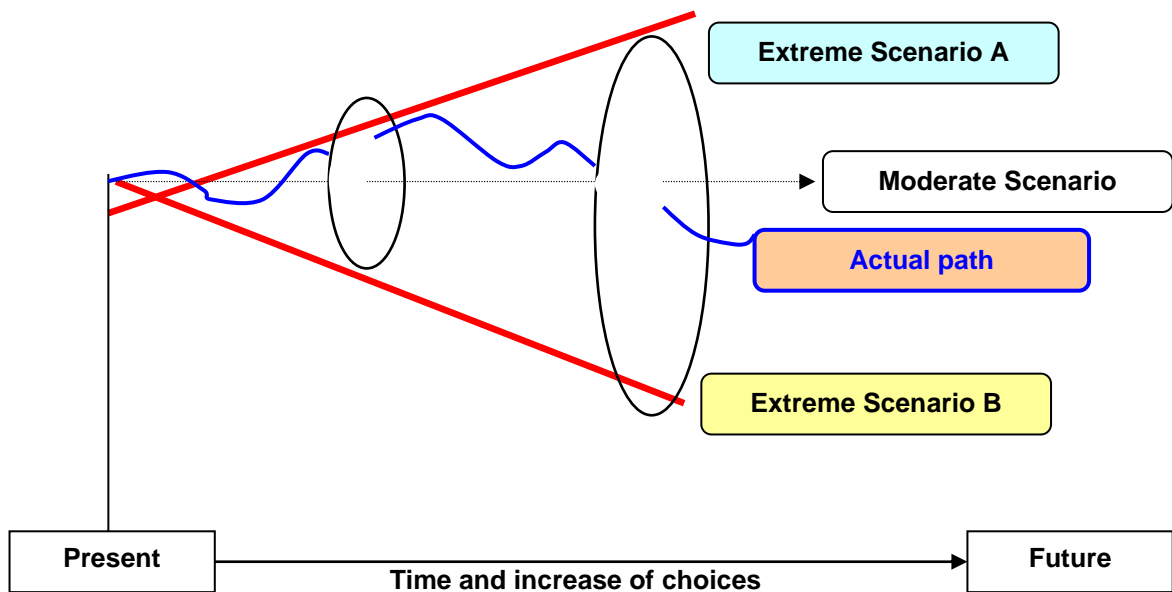 Extreme Scenario A
Moderate Scenario
Actual path
Extreme Scenario B
Present
Time and increase of choices
Future